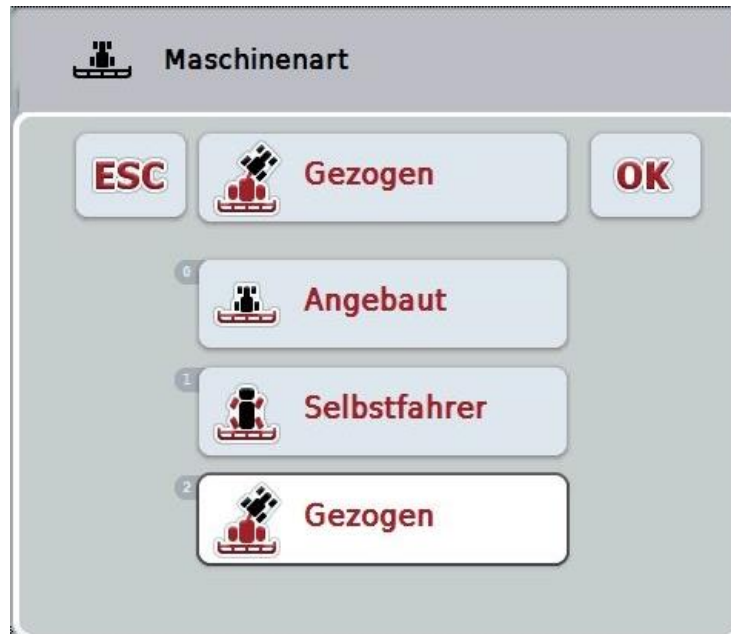 Maschinenart
ESC Gezogen OK
0
Angebaut
1
Selbstfahrer
2
Gezogen